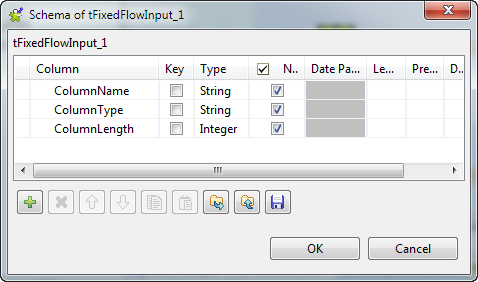 Schema of tFixedFlowInput_1
tFixedFlowInput_1
Column Key Type N.. Date Pa... Le... Pre... D..
ColumnName String
ColumnType String
ColumnLength Integer
OK Cancel